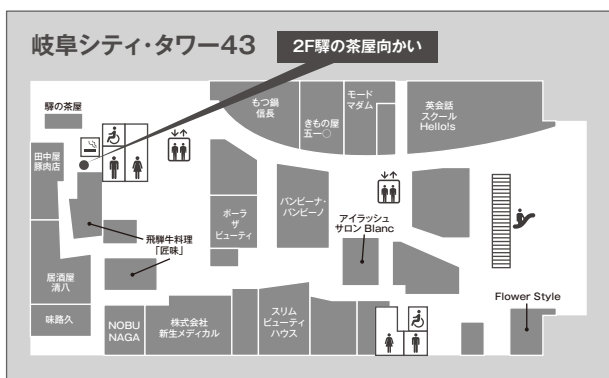 岐阜シティ・タワー43
2F驛の茶屋向かい
驛の茶屋
田中屋
豚肉店
もつ鍋
信長
きもの屋
五一〇
モード
マダム
英会話
スクール
Hello!s
ポーラ
ザ
ビューティ
バンビーナ・
バンビーノ
アイラッシュ
サロン Blanc
飛騨牛料理
「匠味」
居酒屋
清八
味路久
NOBU
NAGA
株式会社
新生メディカル
スリム
ビューティ
ハウス
Flower Style